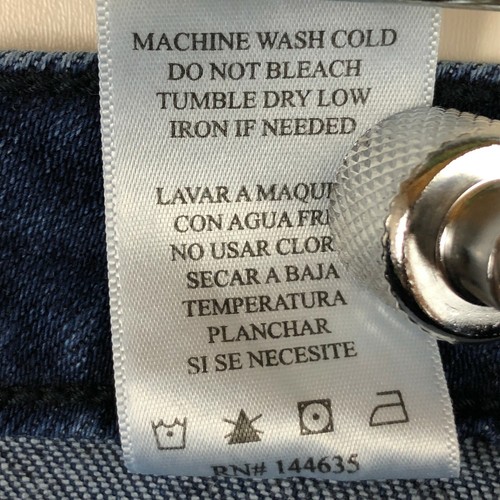 MACHINE WASH COLD
DO NOT BLEACH
TUMBLE DRY LOW
IRON IF NEEDED
LAVAR A
CON AGUA
NO USAR
SECAR A BAJA
TEMPERATURA
PLANCHAR
SI SE NECESITE
RN# 144635